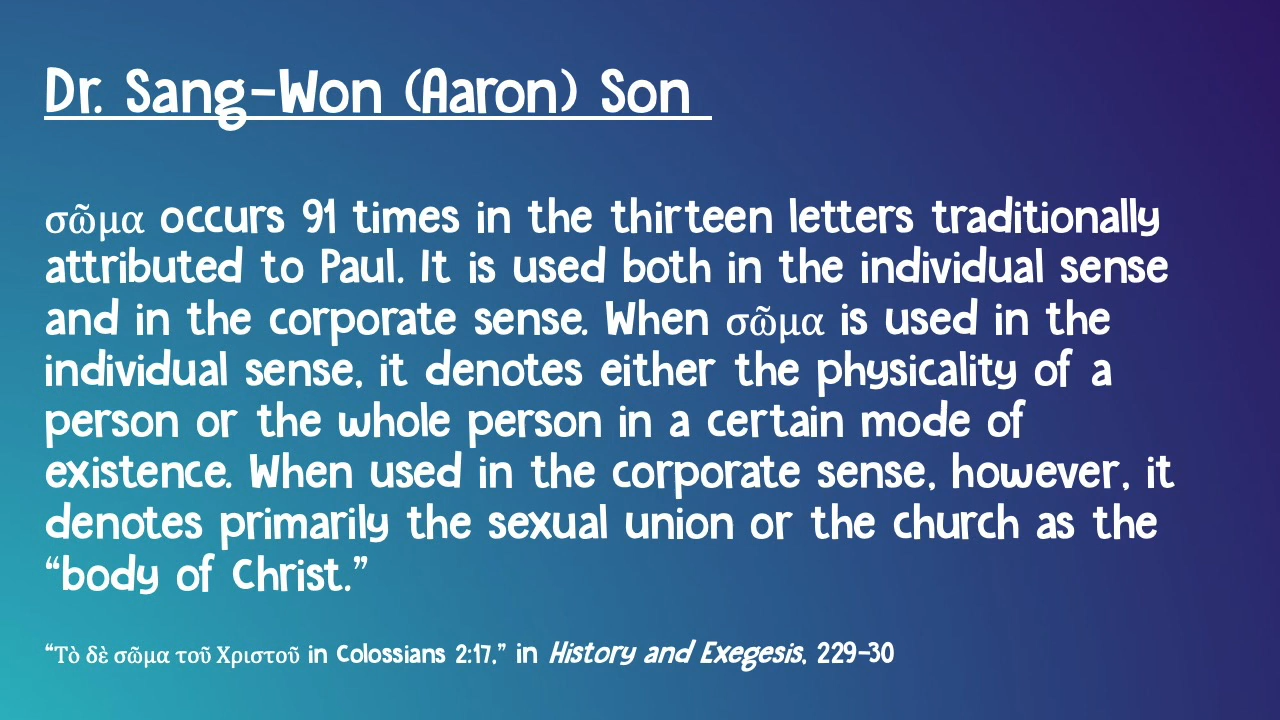 Dr. Sang-Won (Aaron) Son
σῶμα occurs 91 times in the thirteen letters traditionally
attributed to Paul. It is used both in the individual sense
and in the corporate sense. When σῶμα is used in the
individual sense, it denotes either the physicality of a
person or the whole person in a certain mode of
existence. When used in the corporate sense, however, it
denotes primarily the sexual union or the church as the
“body of Christ.”
“Τὸ δὲ σῶμα τοῦ Χριστοῦ in Colossians 2:17,” in History and Exegesis, 229-30